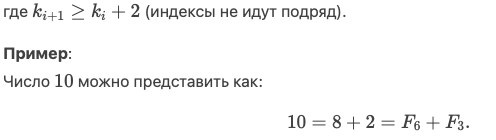 где k_{i+1} ≥ k_i + 2 (индексы не идут подряд).
Пример:
Число 10 можно представить как:
10 = 8 + 2 = F_6 + F_3.